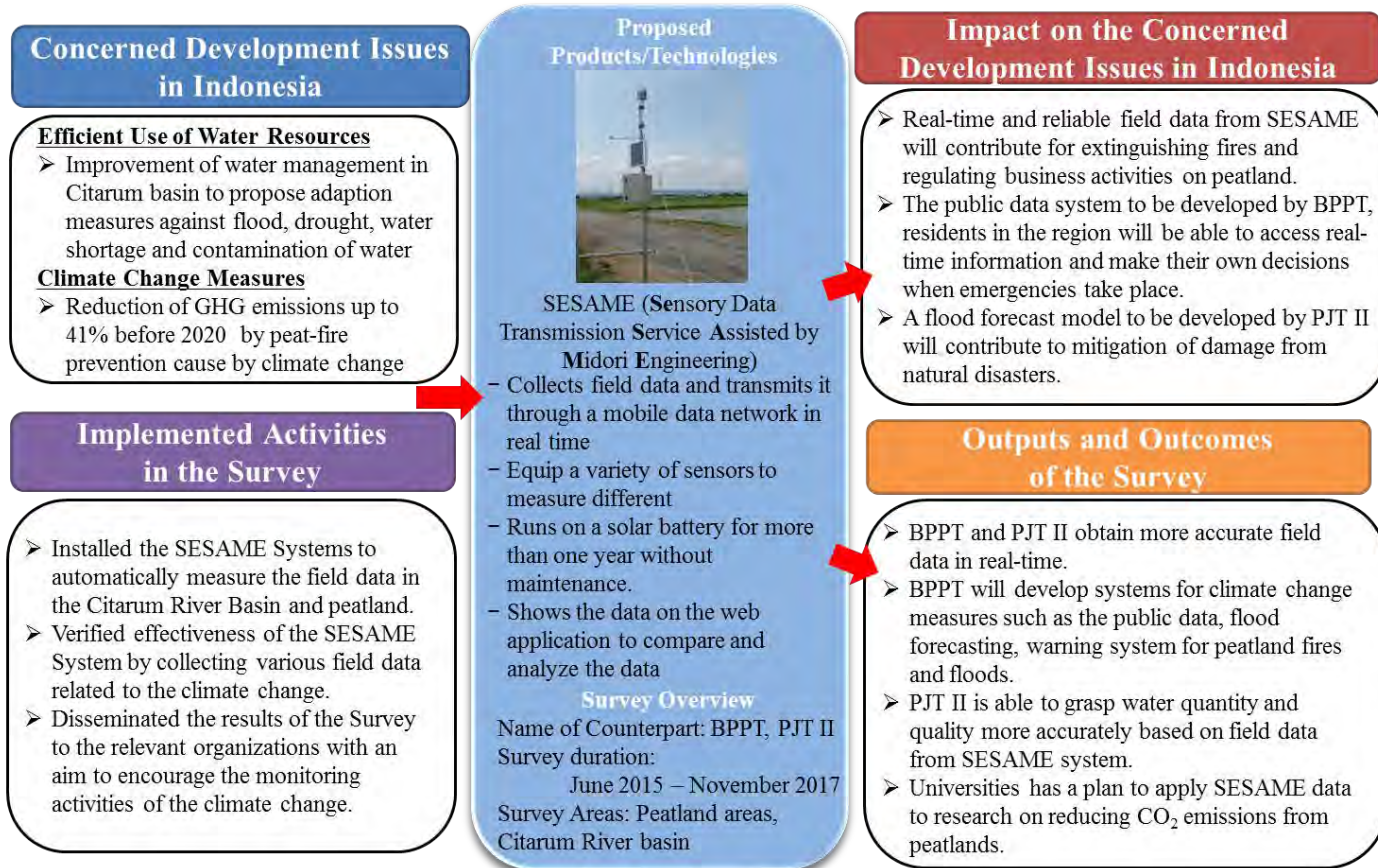 Concerned Development Issues
in Indonesia
Efficient Use of Water Resources
➢ Improvement of water management in
Citarum basin to propose adaption
measures against flood, drought, water
shortage and contamination of water
Climate Change Measures
➢ Reduction of GHG emissions up to
41% before 2020 by peat-fire
prevention cause by climate change
Implemented Activities
in the Survey
➢ Installed the SESAME Systems to
automatically measure the field data in
the Citarum River Basin and peatland.
➢ Verified effectiveness of the SESAME
System by collecting various field data
related to the climate change.
➢ Disseminated the results of the Survey
to the relevant organizations with an
aim to encourage the monitoring
activities of the climate change.
Proposed
Products/Technologies
SESAME (Sensory Data
Transmission Service Assisted by
Midori Engineering)
− Collects field data and transmits it
through a mobile data network in
real time
− Equip a variety of sensors to
measure different
− Runs on a solar battery for more
than one year without
maintenance.
− Shows the data on the web
application to compare and
analyze the data
Survey Overview
Name of Counterpart: BPPT, PJT II
Survey duration:
June 2015 – November 2017
Survey Areas: Peatland areas,
Citarum River basin
Impact on the Concerned
Development Issues in Indonesia
➢ Real-time and reliable field data from SESAME
will contribute for extinguishing fires and
regulating business activities on peatland.
➢ The public data system to be developed by BPPT,
residents in the region will be able to access real-
time information and make their own decisions
when emergencies take place.
➢ A flood forecast model to be developed by PJT II
will contribute to mitigation of damage from
natural disasters.
Outputs and Outcomes
of the Survey
➢ BPPT and PJT II obtain more accurate field
data in real-time.
➢ BPPT will develop systems for climate change
measures such as the public data, flood
forecasting, warning system for peatland fires
and floods.
➢ PJT II is able to grasp water quantity and
quality more accurately based on field data
from SESAME system.
➢ Universities has a plan to apply SESAME data
to research on reducing CO₂ emissions from
peatlands.